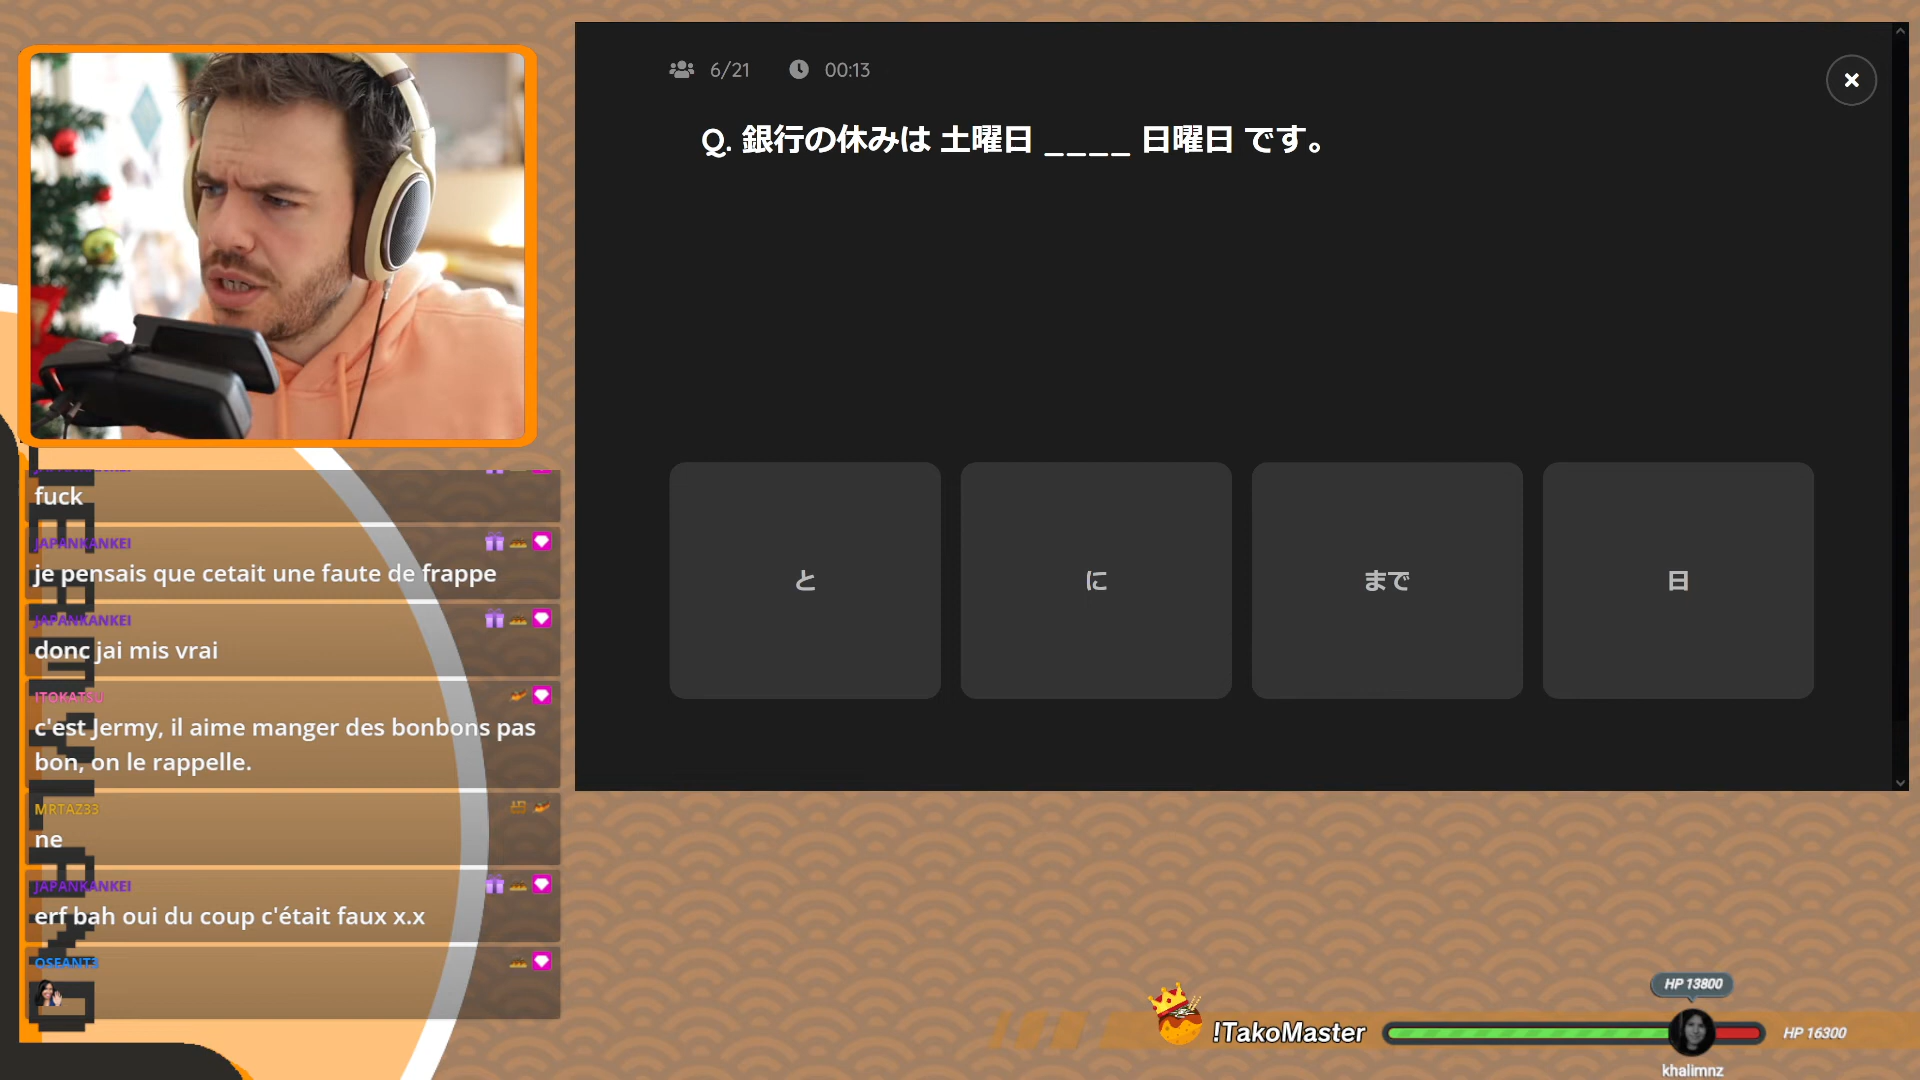 6/21
00:13
Q. 銀行の休みは 土曜日 ____ 日曜日 です。
と
に
まで
日
fuck
JAPANKANKEI
je pensais que cetait une faute de frappe
JAPANKANKEI
donc jai mis vrai
ITOKATSU
c'est Jermy, il aime manger des bonbons pas
bon, on le rappelle.
MRTAZ33
ne
JAPANKANKEI
erf bah oui du coup c'était faux x.x
OSEANT3
!TakoMaster
HP 13800
HP 16300
khalimnz